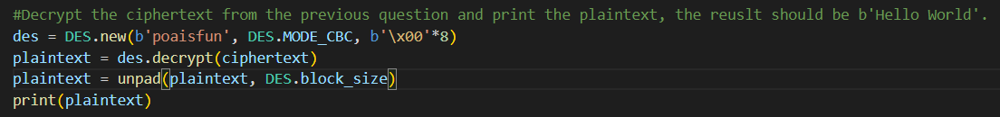 #Decrypt the ciphertext from the previous question and print the plaintext, the reuslt should be b'Hello World'.
des = DES.new(b'poaisfun', DES.MODE_CBC, b'\x00'*8)
plaintext = des.decrypt(ciphertext)
plaintext = unpad(plaintext, DES.block_size)
print(plaintext)